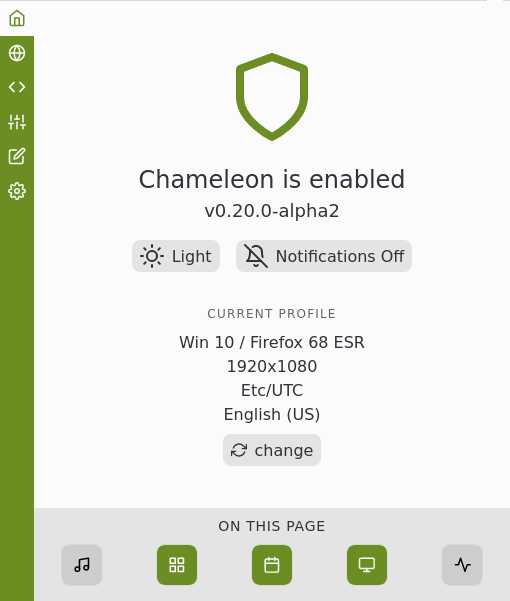 Chameleon is enabled
v0.20.0-alpha2
Light
Notifications Off
CURRENT PROFILE
Win 10 / Firefox 68 ESR
1920x1080
Etc/UTC
English (US)
change
ON THIS PAGE